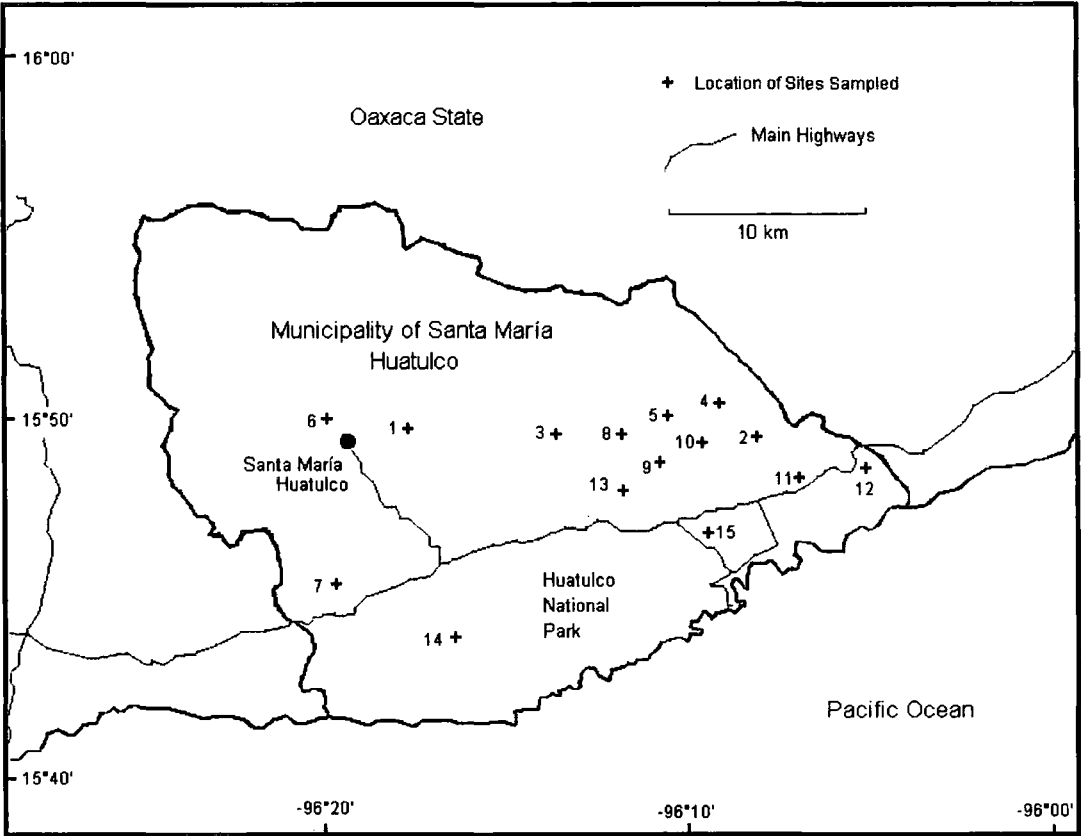 16°00'
+ Location of Sites Sampled
Oaxaca State
Main Highways
10 km
Municipality of Santa María
Huatulco
4 +
6 +
15°50'
1 +
5 +
3 +
8 +
10 +
2 +
Santa María
Huatulco
9 +
11 +
12
13 +
+ 15
7 +
Huatulco
National
Park
14 +
Pacific Ocean
15°40'
-96°20'
-96°10'
-96°00'